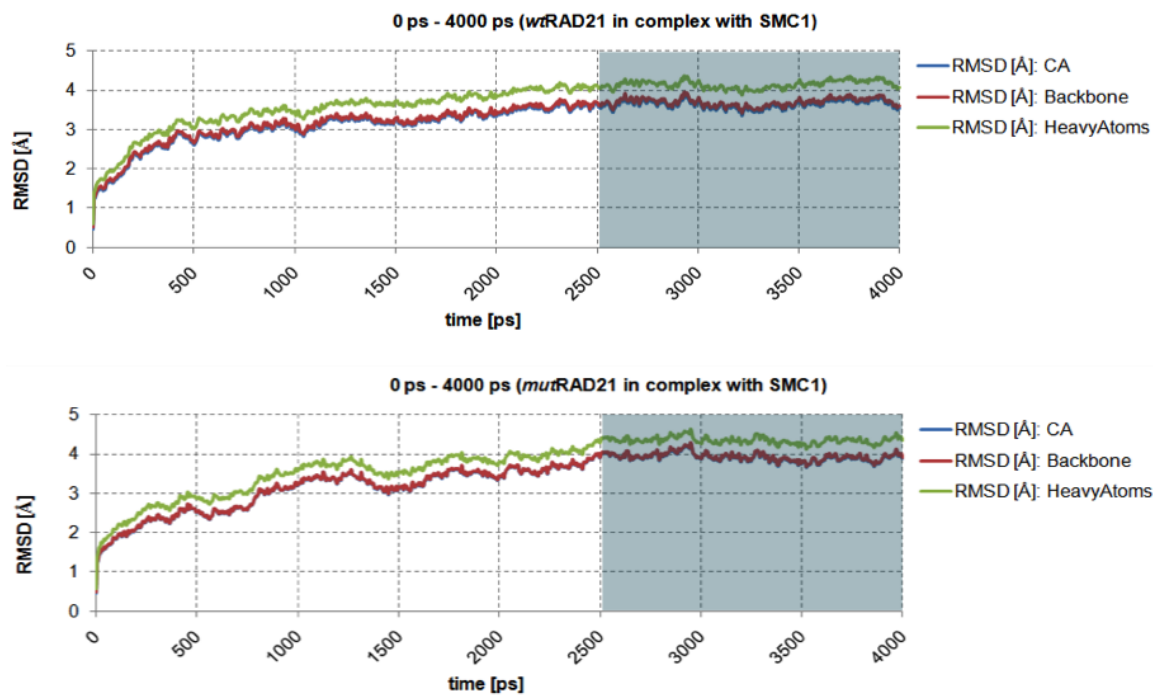 0 ps - 4000 ps (wtRAD21 in complex with SMC1)
5
4
3
2
1
0
RMSD [Å]
0
500
1000
1500
2000
2500
3000
3500
4000
time [ps]
RMSD [Å]: CA
RMSD [Å]: Backbone
RMSD [Å]: HeavyAtoms
0 ps - 4000 ps (mutRAD21 in complex with SMC1)
5
4
3
2
1
0
RMSD [Å]
0
500
1000
1500
2000
2500
3000
3500
4000
time [ps]
RMSD [Å]: CA
RMSD [Å]: Backbone
RMSD [Å]: HeavyAtoms